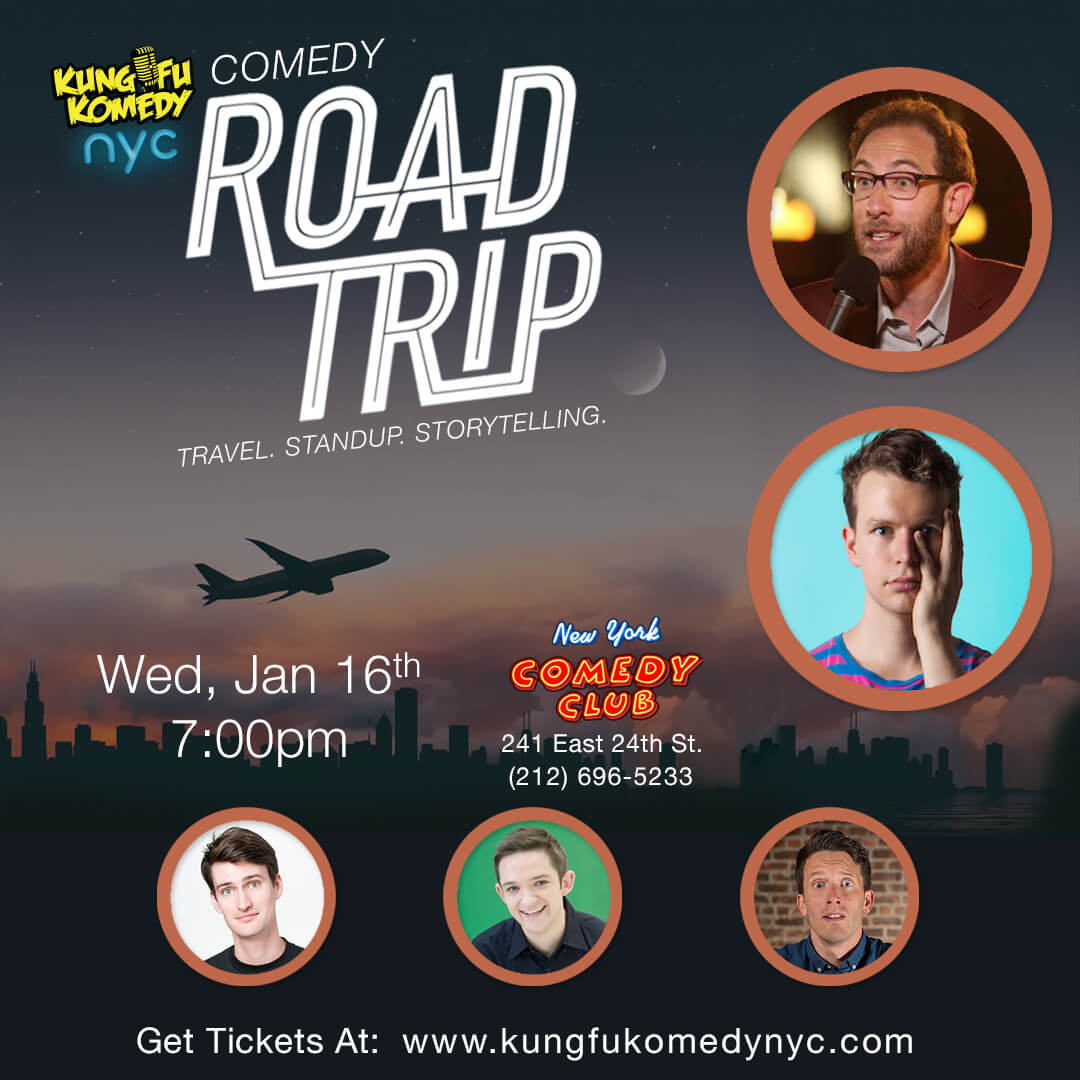 KUNG FU
KOMEDY
nyc
COMEDY
ROAD
TRIP
TRAVEL. STANDUP. STORYTELLING.
Wed, Jan 16th
7:00pm
New York
COMEDY
CLUB
241 East 24th St.
(212) 696-5233
Get Tickets At: www.kungfukomedynyc.com